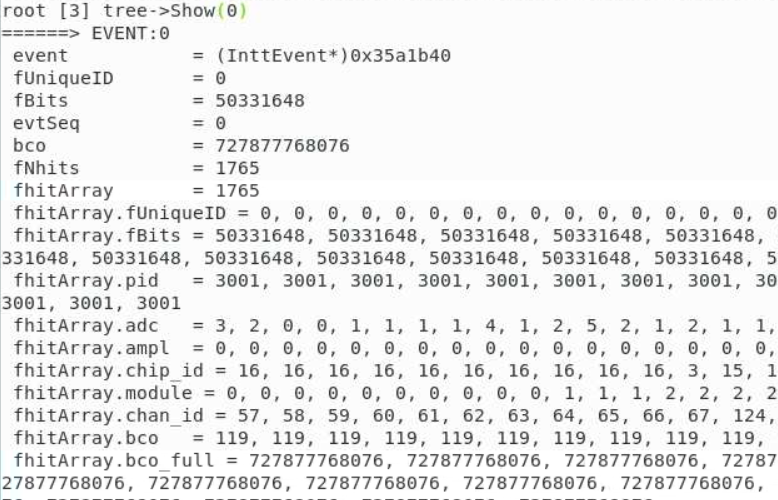 root [3] tree->Show(0)
======> EVENT:0
event = (InttEvent*)0x35a1b40
fUniqueID = 0
fBits = 50331648
evtSeq = 0
bco = 727877768076
fNhits = 1765
fhitArray = 1765
fhitArray.fUniqueID = 0, 0, 0, 0, 0, 0, 0, 0, 0, 0, 0, 0, 0, 0, 0, 0
fhitArray.fBits = 50331648, 50331648, 50331648, 50331648, 50331648,
331648, 50331648, 50331648, 50331648, 50331648, 50331648, 50331648, 5
fhitArray.pid = 3001, 3001, 3001, 3001, 3001, 3001, 3001, 3001, 30
3001, 3001, 3001
fhitArray.adc = 3, 2, 0, 0, 1, 1, 1, 1, 4, 1, 2, 5, 2, 1, 2, 1, 1,
fhitArray.ampl = 0, 0, 0, 0, 0, 0, 0, 0, 0, 0, 0, 0, 0, 0, 0, 0, 0,
fhitArray.chip_id = 16, 16, 16, 16, 16, 16, 16, 16, 16, 16, 3, 15, 1
fhitArray.module = 0, 0, 0, 0, 0, 0, 0, 0, 0, 0, 1, 1, 1, 2, 2, 2, 2
fhitArray.chan_id = 57, 58, 59, 60, 61, 62, 63, 64, 65, 66, 67, 124,
fhitArray.bco = 119, 119, 119, 119, 119, 119, 119, 119, 119, 119,
fhitArray.bco_full = 727877768076, 727877768076, 727877768076, 72787
27877768076, 727877768076, 727877768076, 727877768076, 727877768076,